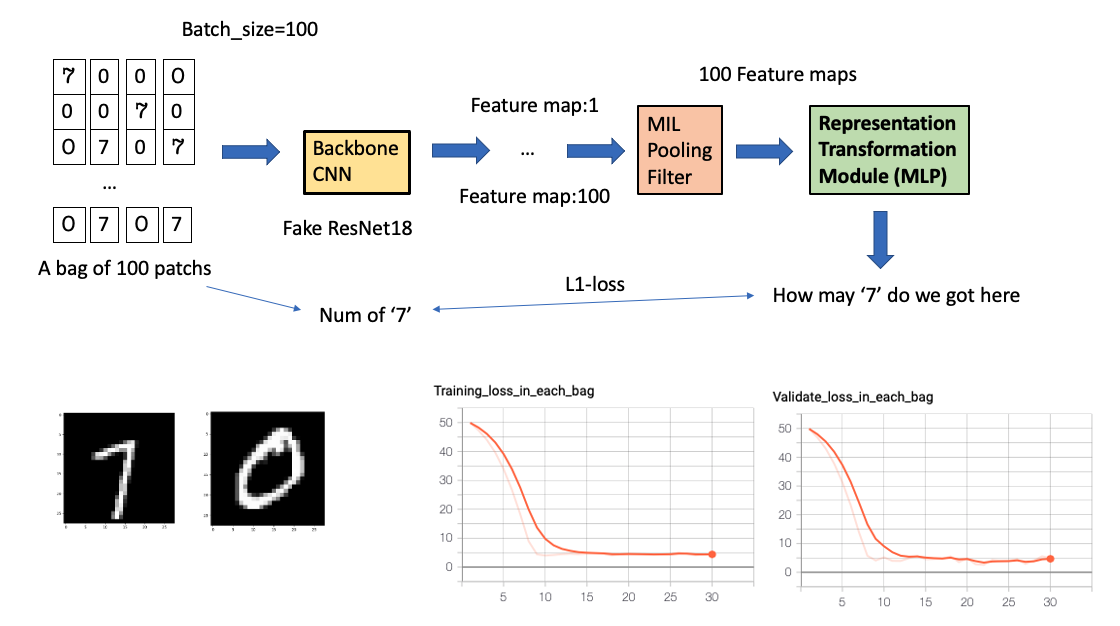 Batch_size=100
7 0 0 0
0 0 7 0
0 7 0 7
...
0 7 0 7
A bag of 100 patchs
Backbone
CNN
Fake ResNet18
Feature map:1
...
Feature map:100
MIL
Pooling
Filter
100 Feature maps
Representation
Transformation
Module (MLP)
How may ‘7’ do we got here
L1-loss
Num of ‘7’
7
0
Training_loss_in_each_bag
50
40
30
20
10
0
5 10 15 20 25 30
Validate_loss_in_each_bag
50
40
30
20
10
0
5 10 15 20 25 30